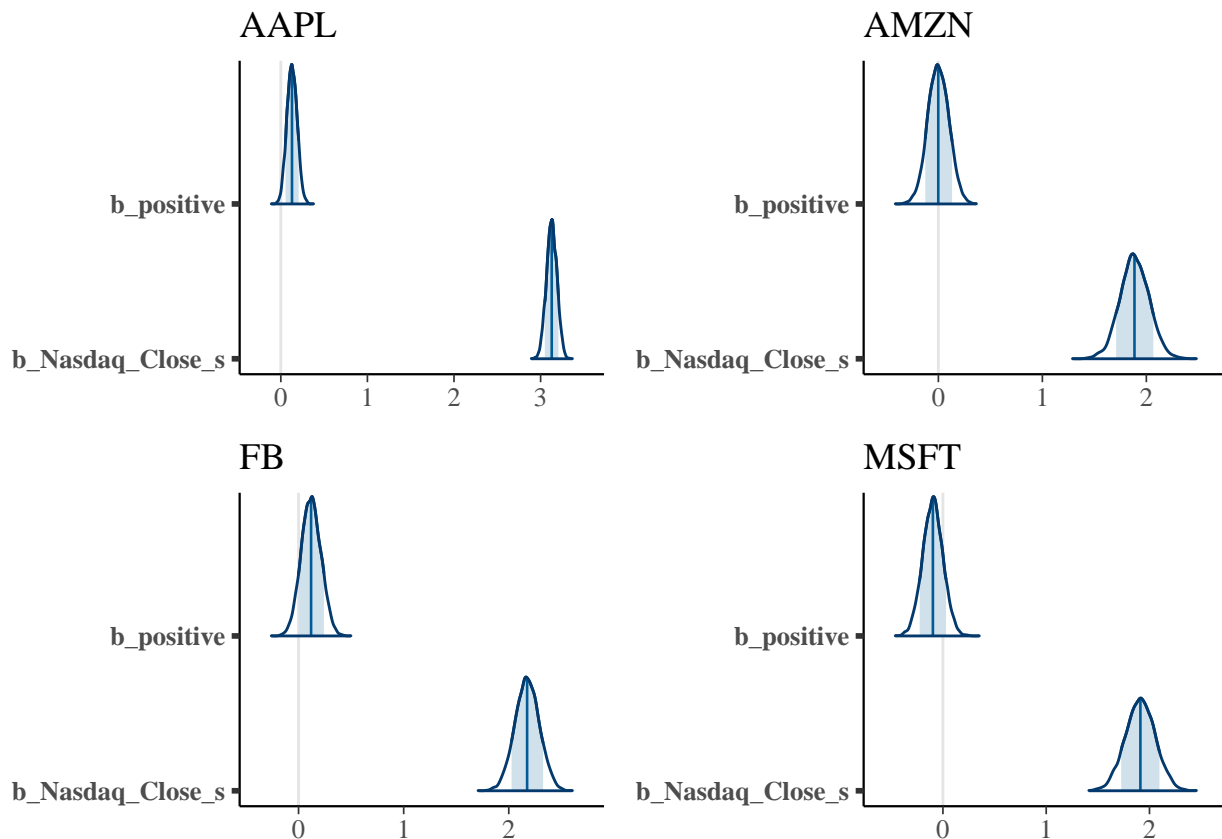 AAPL
b_positive
b_Nasdaq_Close_s
0 1 2 3
AMZN
b_positive
b_Nasdaq_Close_s
0 1 2
FB
b_positive
b_Nasdaq_Close_s
0 1 2
MSFT
b_positive
b_Nasdaq_Close_s
0 1 2